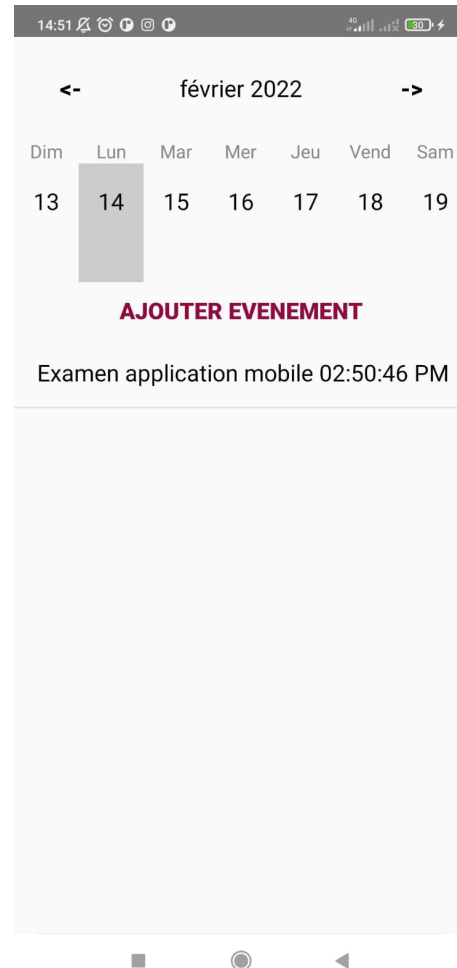 14:51 4G 30
<- février 2022 ->
Dim Lun Mar Mer Jeu Vend Sam
13 14 15 16 17 18 19
AJOUTER EVENEMENT
Examen application mobile 02:50:46 PM